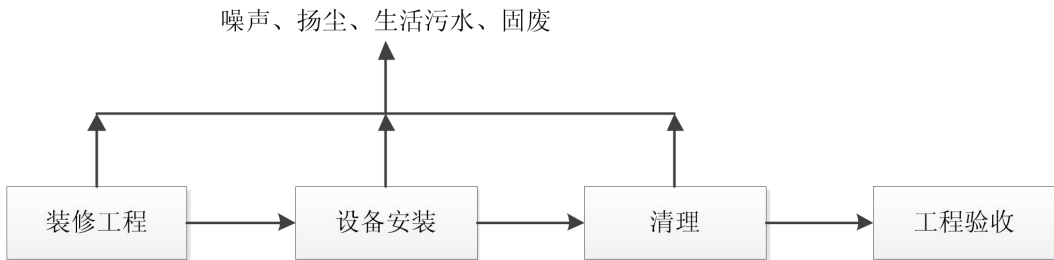 噪声、扬尘、生活污水、固废
装修工程
设备安装
清理
工程验收